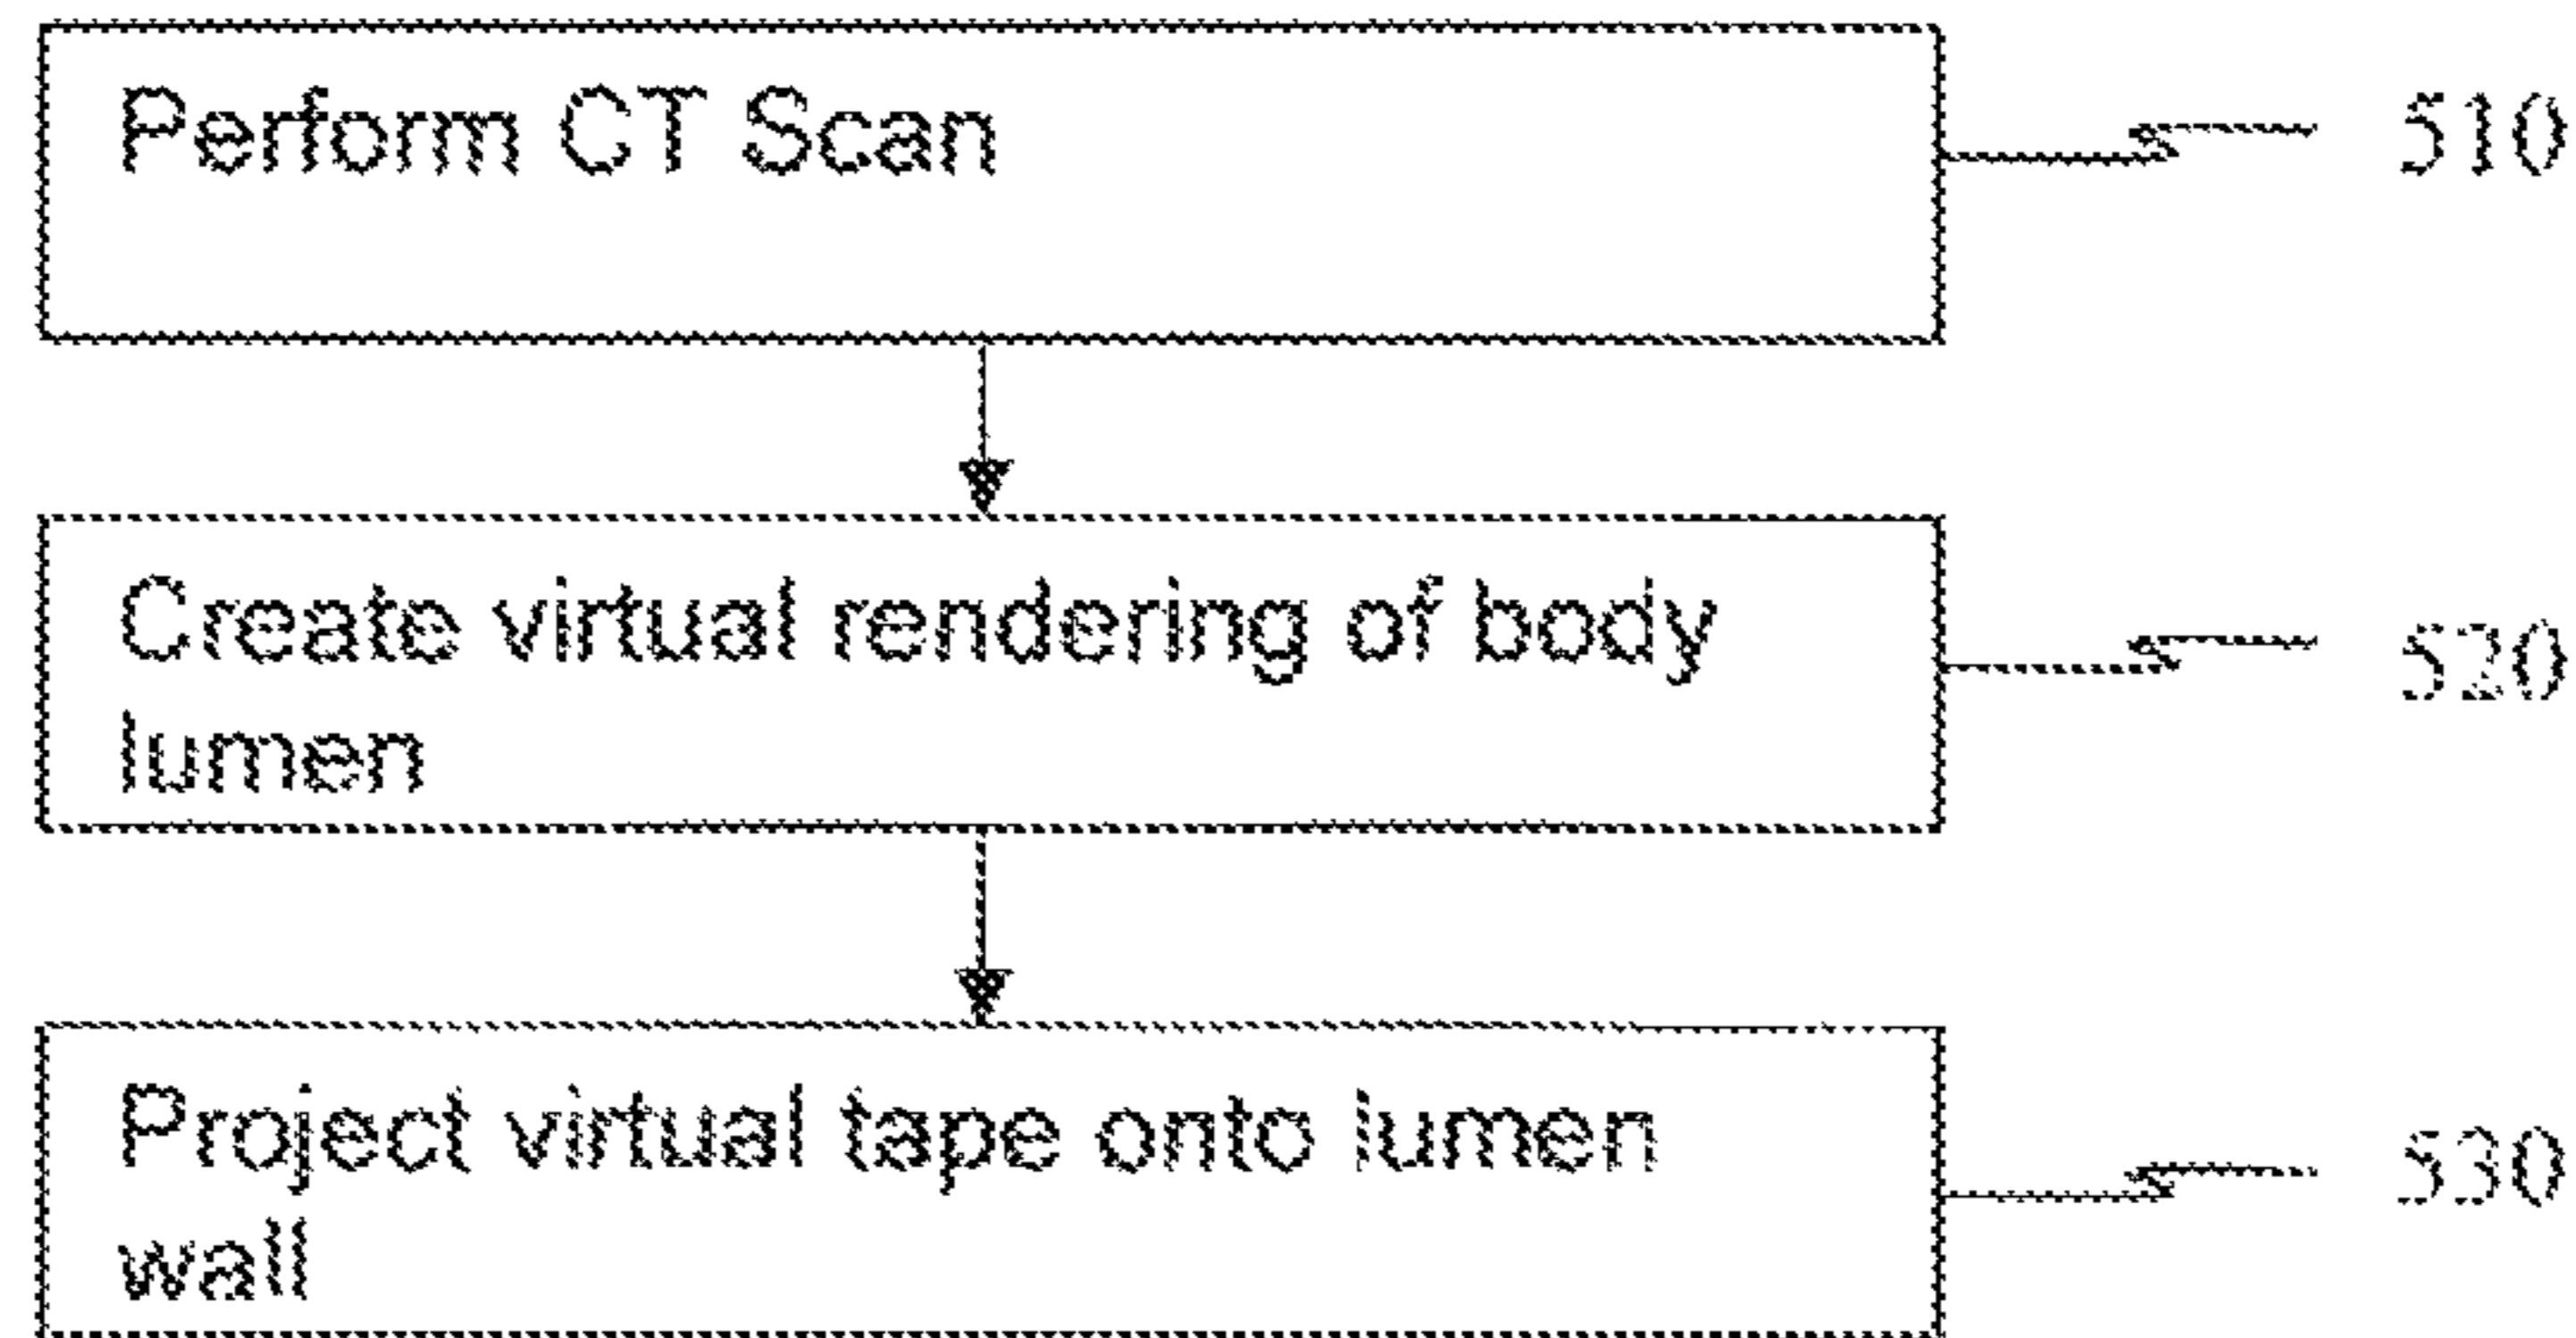 Perform CT Scan
510
Create virtual rendering of body
lumen
520
Project virtual tape onto lumen
wall
530